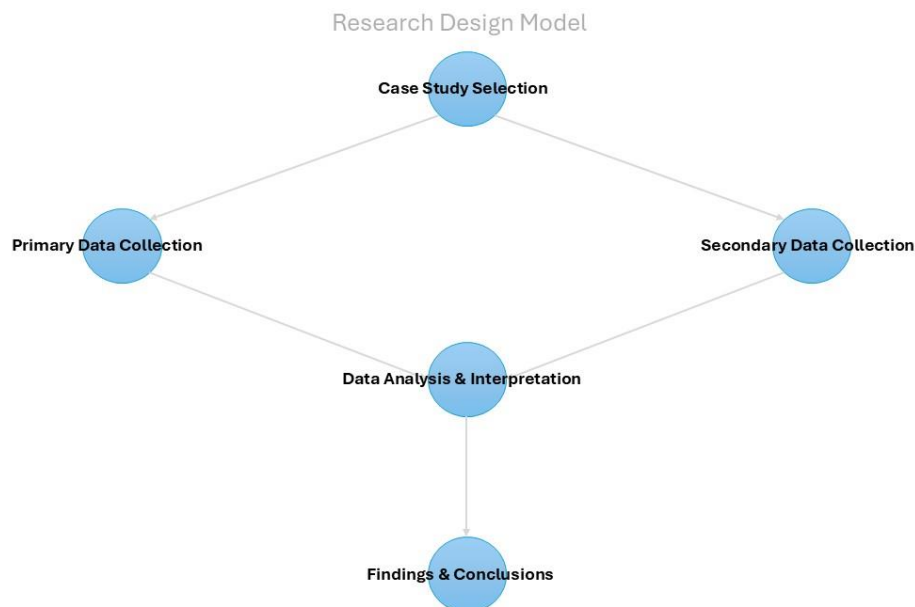 Research Design Model
Case Study Selection
Primary Data Collection
Secondary Data Collection
Data Analysis & Interpretation
Findings & Conclusions